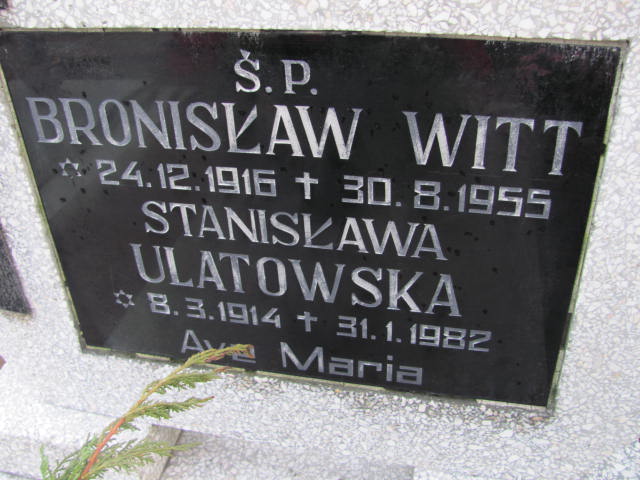 Ś.P.
BRONISŁAW WITT
✡ 24.12.1916 † 30.8.1955
STANISŁAWA
ULATOWSKA
✡ 8.3.1914 † 31.1.1982
Ave Maria